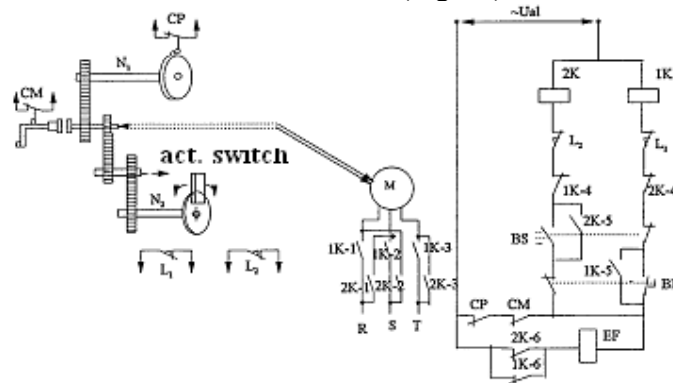 CP
~Ual
N₃
2K
1K
CM
L₂
L₁
act. switch
M
1K-4
2K-4
N₂
2K-5
BS
1K-1
1K-2
1K-3
L₁
L₂
1K-5
2K-1
2K-2
2K-3
CP
CM
R
S
T
2K-6
EF
1K-6